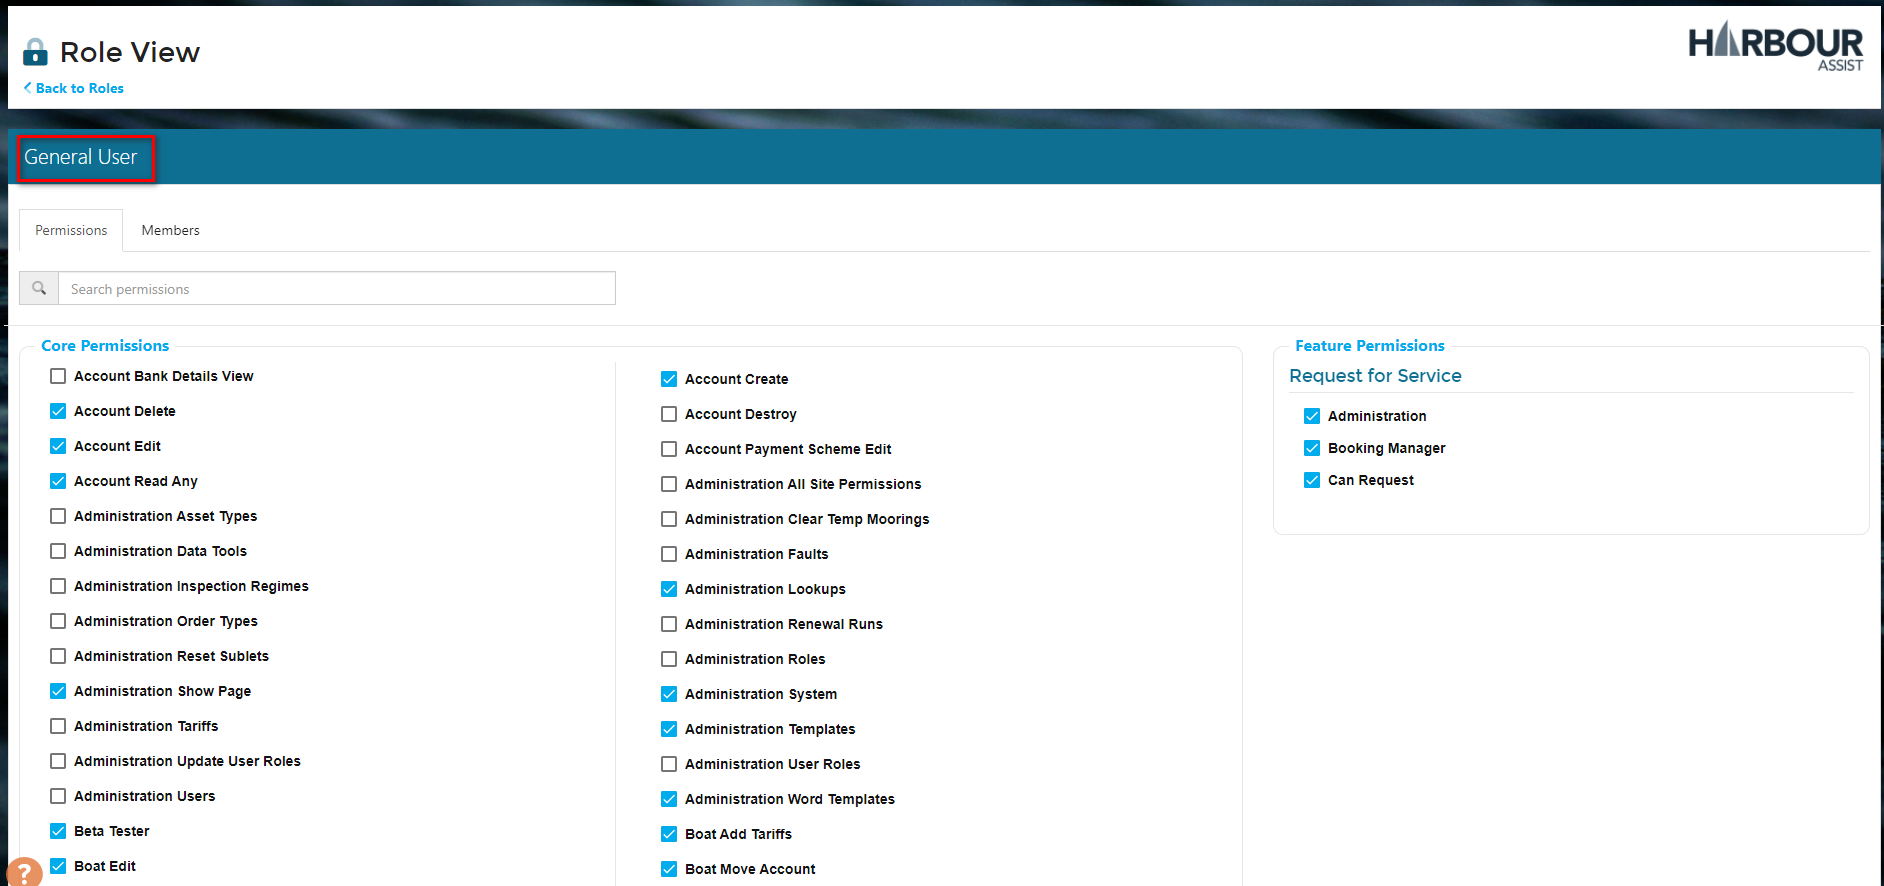 Role View
HARBOUR
ASSIST
Back to Roles
General User
Permissions
Members
Search permissions
Core Permissions
Account Bank Details View
Account Delete
Account Edit
Account Read Any
Administration Asset Types
Administration Data Tools
Administration Inspection Regimes
Administration Order Types
Administration Reset Sublets
Administration Show Page
Administration Tariffs
Administration Update User Roles
Administration Users
Beta Tester
Boat Edit
Account Create
Account Destroy
Account Payment Scheme Edit
Administration All Site Permissions
Administration Clear Temp Moorings
Administration Faults
Administration Lookups
Administration Renewal Runs
Administration Roles
Administration System
Administration Templates
Administration User Roles
Administration Word Templates
Boat Add Tariffs
Boat Move Account
Feature Permissions
Request for Service
Administration
Booking Manager
Can Request
?